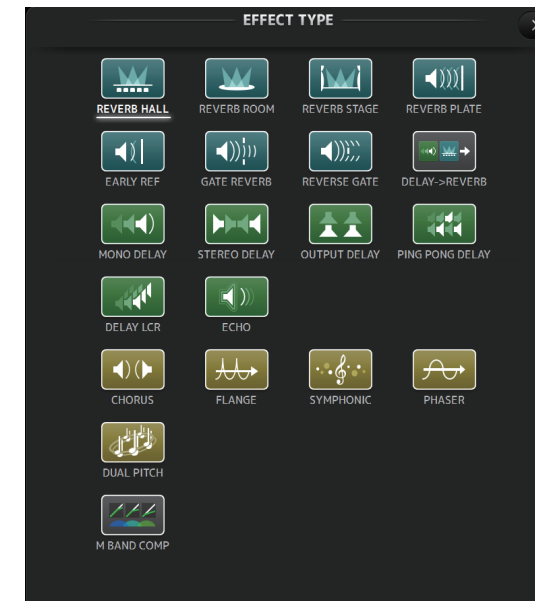 EFFECT TYPE
REVERB HALL
REVERB ROOM
REVERB STAGE
REVERB PLATE
EARLY REF
GATE REVERB
REVERSE GATE
DELAY->REVERB
MONO DELAY
STEREO DELAY
OUTPUT DELAY
PING PONG DELAY
DELAY LCR
ECHO
CHORUS
FLANGE
SYMPHONIC
PHASER
DUAL PITCH
M BAND COMP